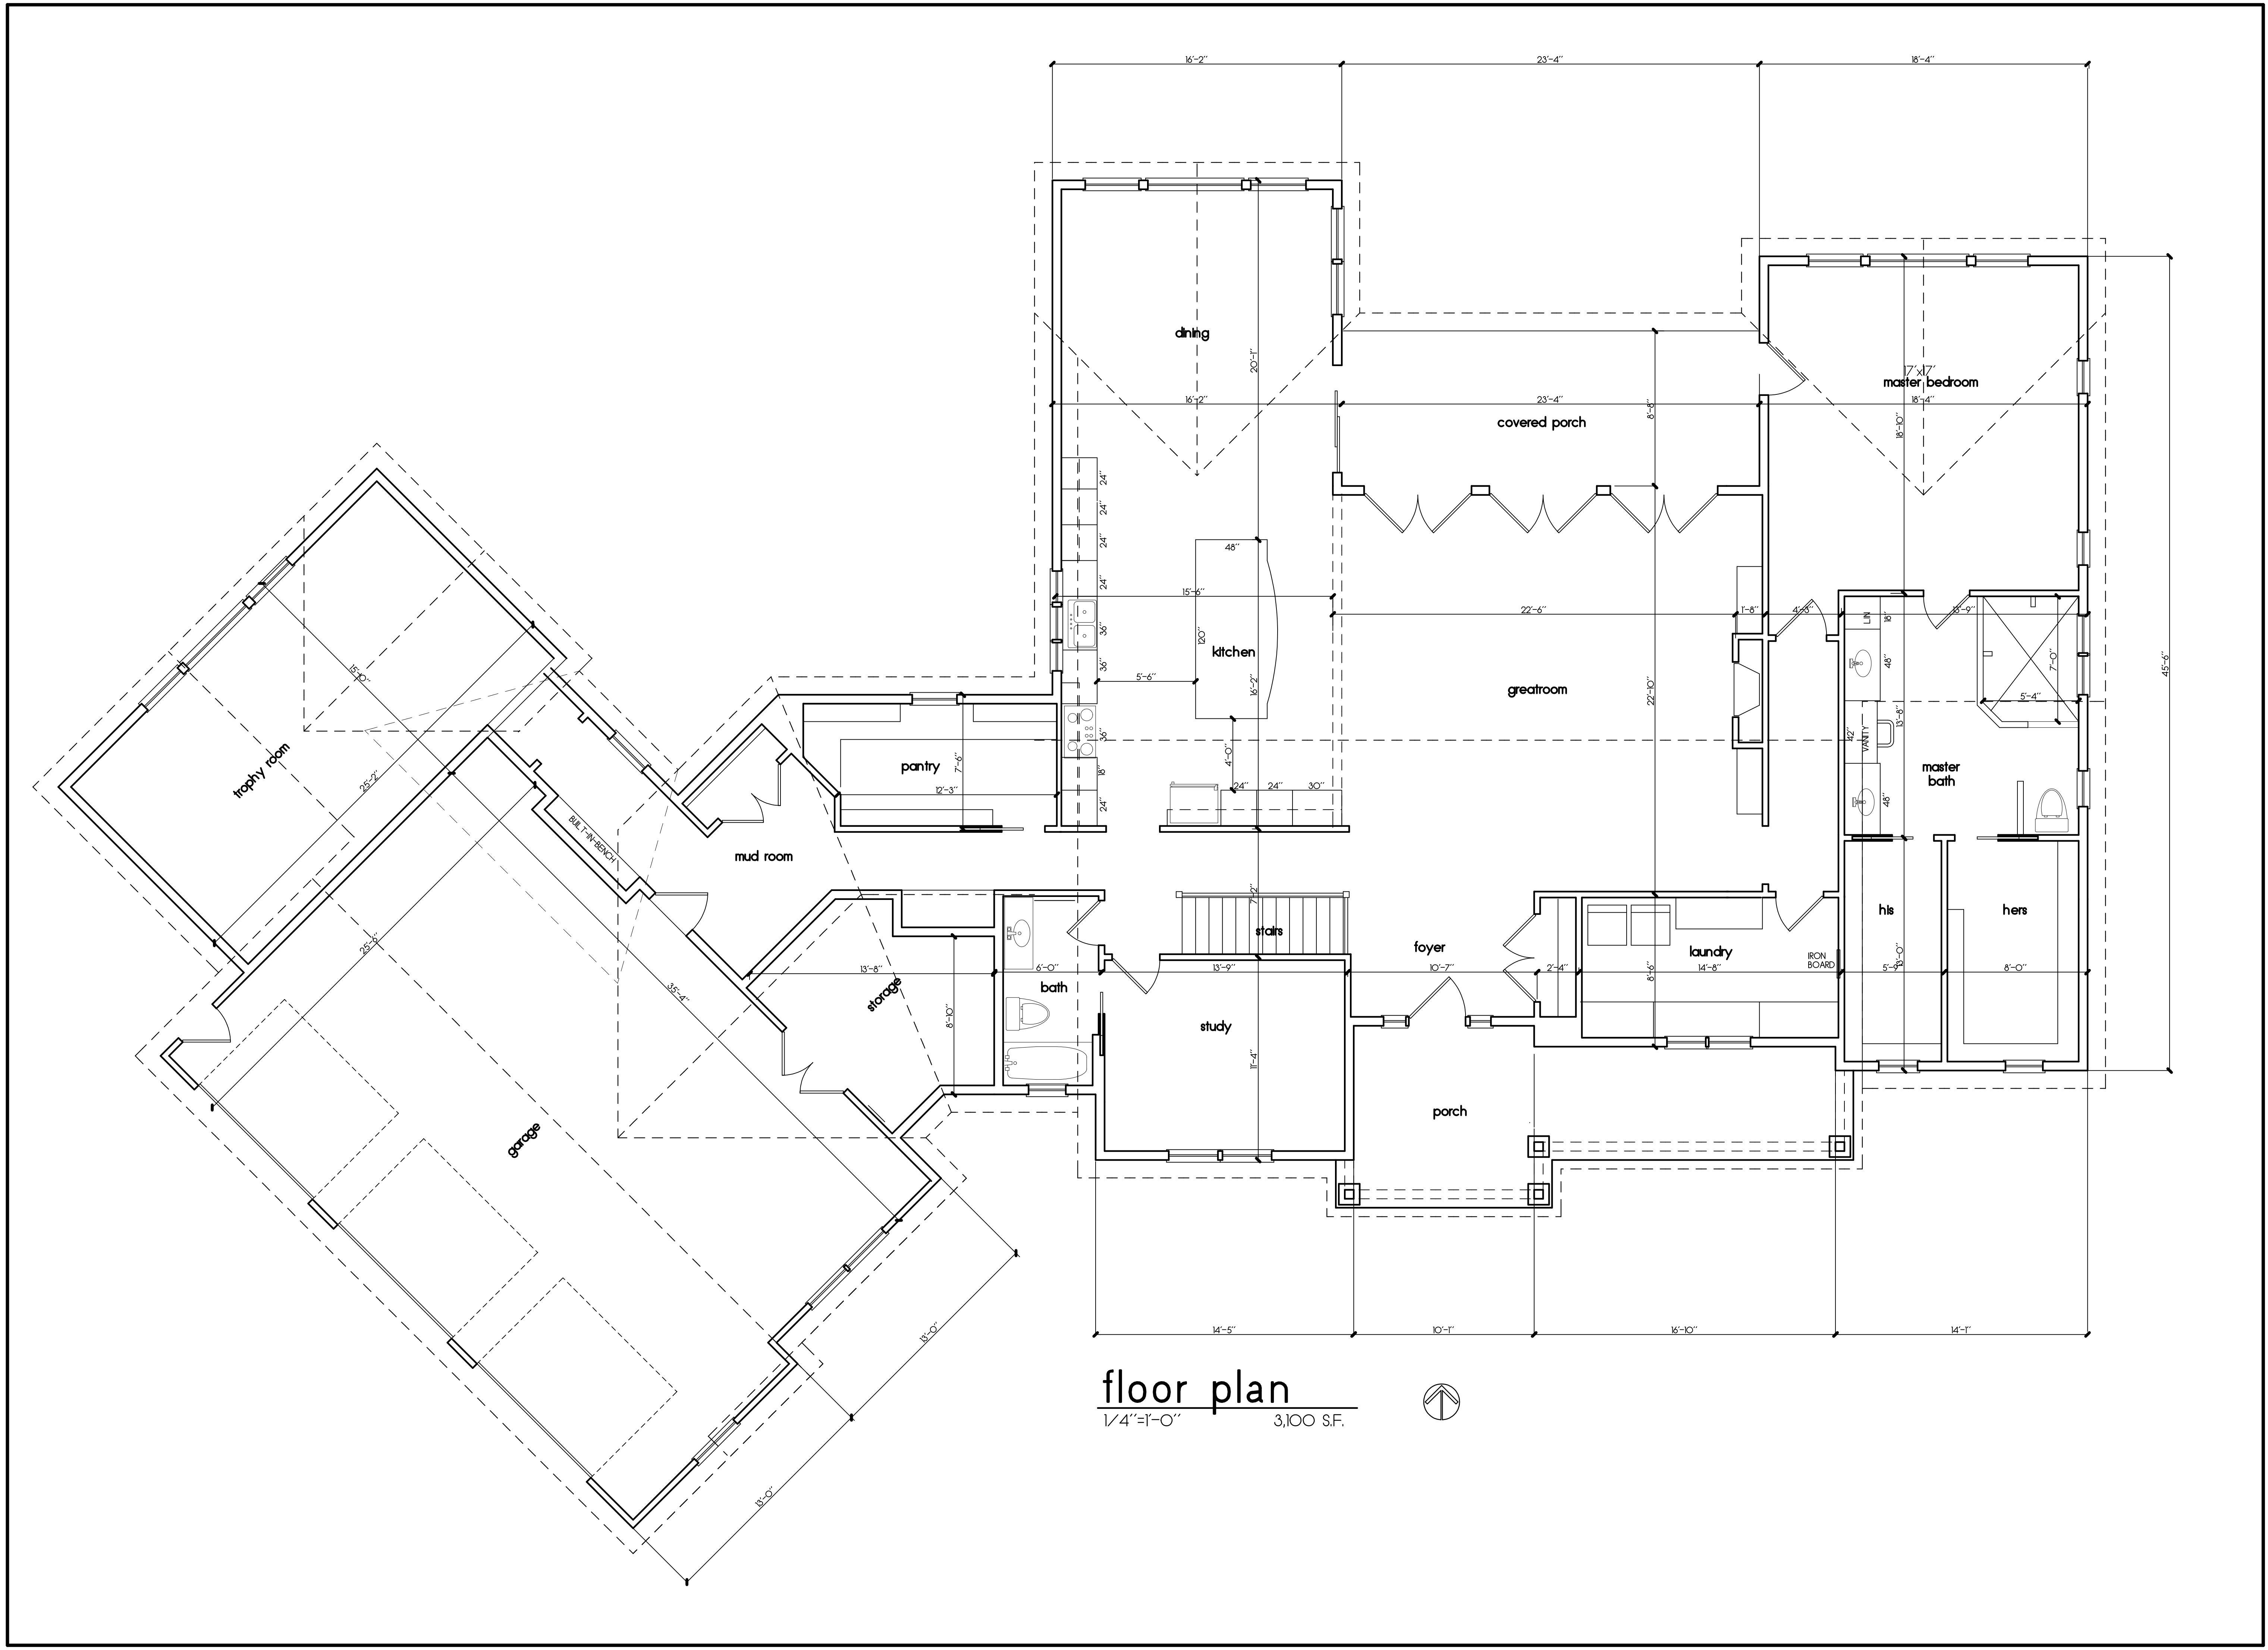 16'-2"
23'-4"
18'-4"
dining
20'-1"
17'x17'
master bedroom
16'-2"
23'-4"
18'-4"
8'-8"
covered porch
18'-10"
24"
24"
24"
24"
48"
15'-6"
22'-6"
1'-8"
4'-3"
13'-9"
LIN
18"
36"
120"
kitchen
48"
7'-0"
45'-6"
36"
5'-6"
16'-2"
greatroom
22'-10"
5'-4"
15'-0"
36"
42"
VANITY
13'-8"
4'-0"
trophy room
25'-2"
pantry
7'-6"
18"
master
bath
12'-3"
24"
24"
24"
30"
48"
BUILT-IN-BENCH
mud room
7'-2"
his
hers
25'-6"
stairs
foyer
laundry
IRON
BOARD
13'-0"
13'-8"
6'-0"
13'-9"
10'-7"
2'-4"
8'-6"
14'-8"
5'-9"
8'-0"
35'-4"
storage
bath
8'-10"
study
11'-4"
porch
garage
13'-0"
14'-5"
10'-1"
16'-10"
14'-1"
floor plan
1/4"=1'-0"
3,100 S.F.
13'-0"